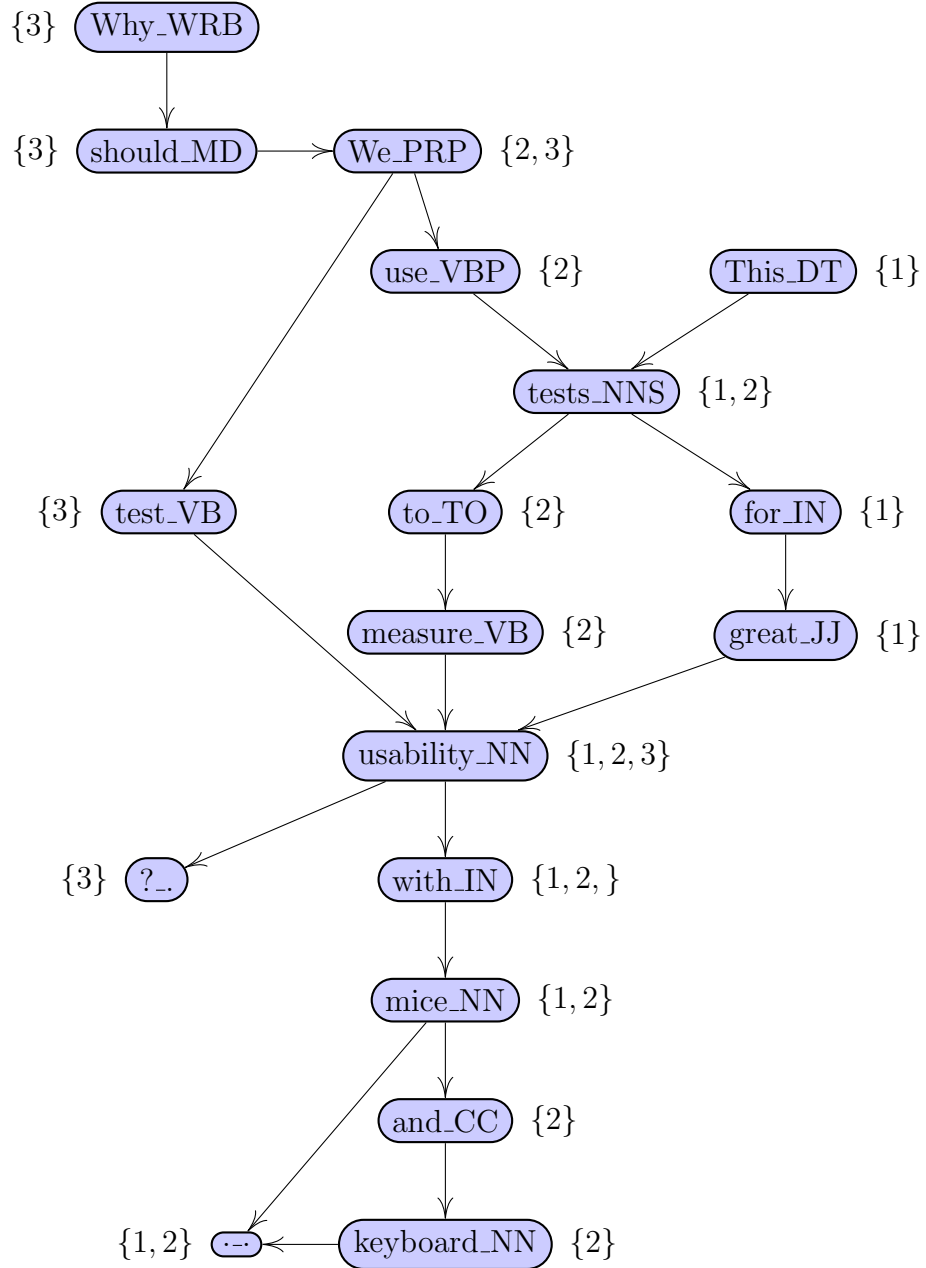 {3} Why_WRB
{3} should_MD We_PRP {2, 3}
use_VBP {2} This_DT {1}
tests_NNS {1, 2}
{3} test_VB to_TO {2} for_IN {1}
measure_VB {2} great_JJ {1}
usability_NN {1, 2, 3}
{3} ?_. with_IN {1, 2, }
mice_NN {1, 2}
and_CC {2}
{1, 2} ._. keyboard_NN {2}